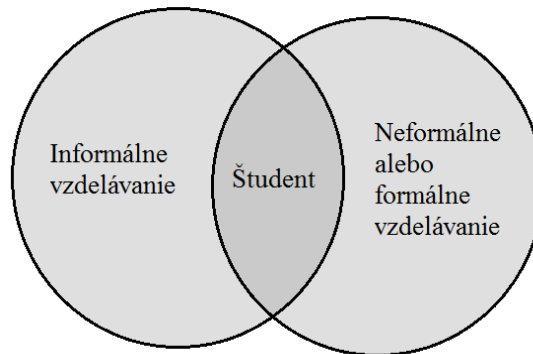 Informálne
vzdelávanie
Študent
Neformálne
alebo
formálne
vzdelávanie